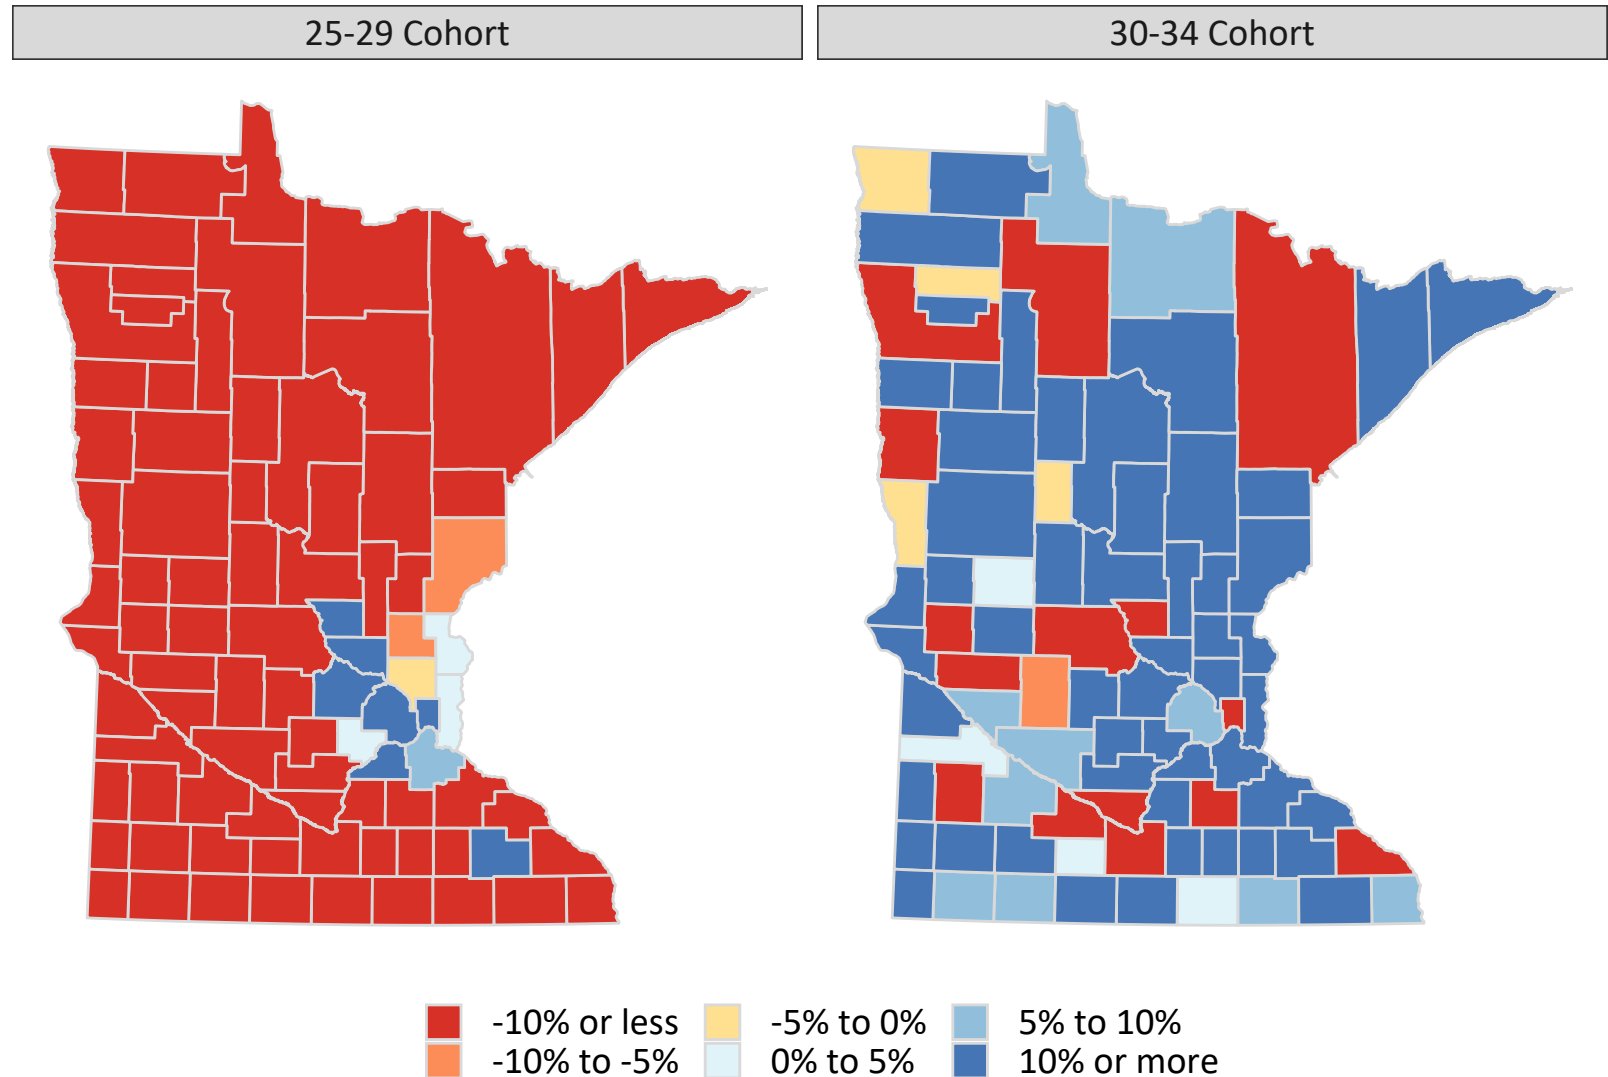 25-29 Cohort
30-34 Cohort
-10% or less
-5% to 0%
5% to 10%
-10% to -5%
0% to 5%
10% or more